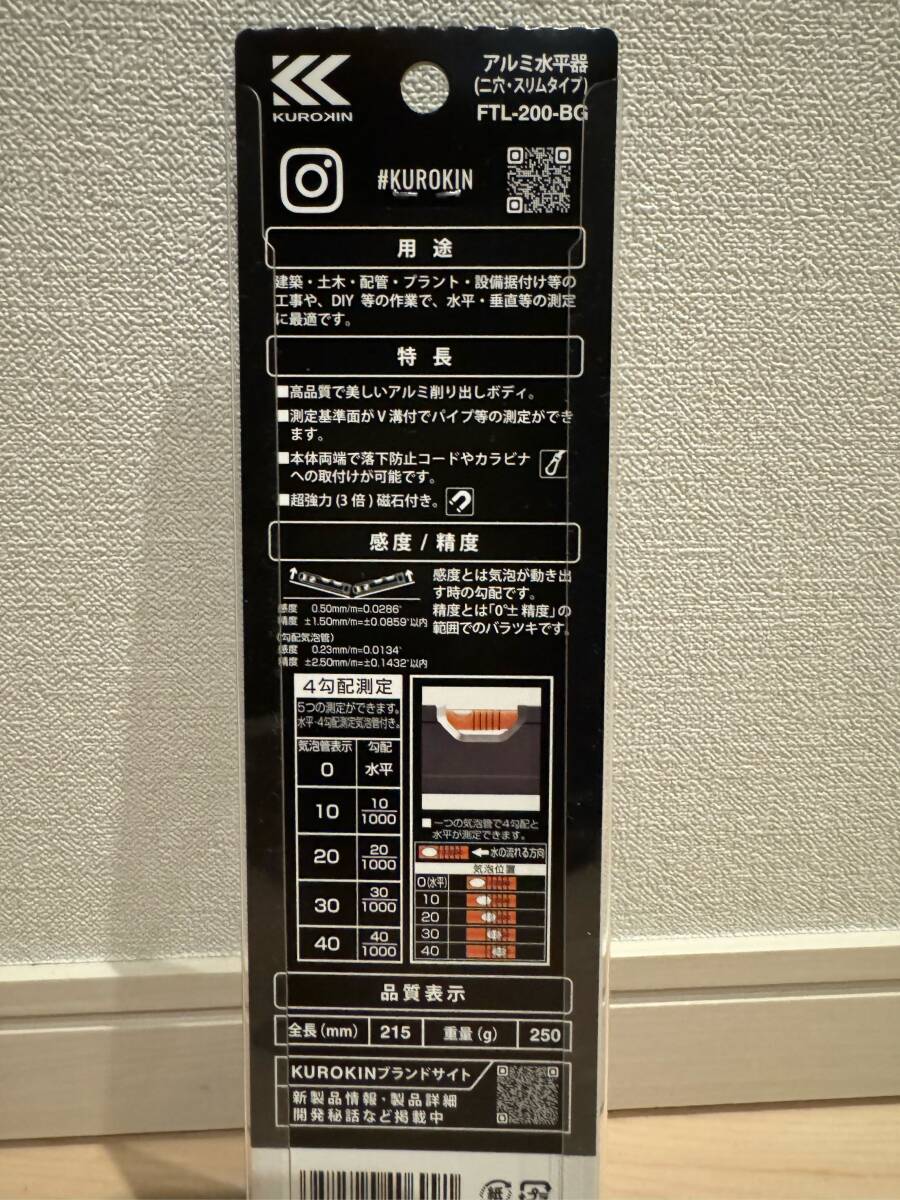 KUROKIN
アルミ水平器
(二穴・スリムタイプ)
FTL-200-BG
#KUROKIN
用途
建築・土木・配管・プラント・設備据付け等の
工事や、DIY 等の作業で、水平・垂直等の測定
に最適です。
特長
■高品質で美しいアルミ削り出しボディ。
■測定基準面がV溝付でパイプ等の測定ができ
ます。
■本体両端で落下防止コードやカラビナ
への取付けが可能です。
■超強力(3倍)磁石付き。
感度/精度
感度 0.50mm/m=0.0286°
精度 ±1.50mm/m=±0.0859°以内
(勾配気泡管)
感度 0.23mm/m=0.0134°
精度 ±2.50mm/m=±0.1432°以内
感度とは気泡が動き出
す時の勾配です。
精度とは「0°±精度」の
範囲でのバラツキです。
4勾配測定
5つの測定ができます。
水平・4勾配測定気泡管付き。
気泡管表示 勾配
0 水平
10 10/1000
20 20/1000
30 30/1000
40 40/1000
■一つの気泡管で4勾配と
水平が測定できます。
←水の流れる方向
気泡位置
0(水平)
10
20
30
40
品質表示
全長(mm) 215 重量(g) 250
KUROKINブランドサイト
新製品情報・製品詳細
開発秘話など掲載中
紙